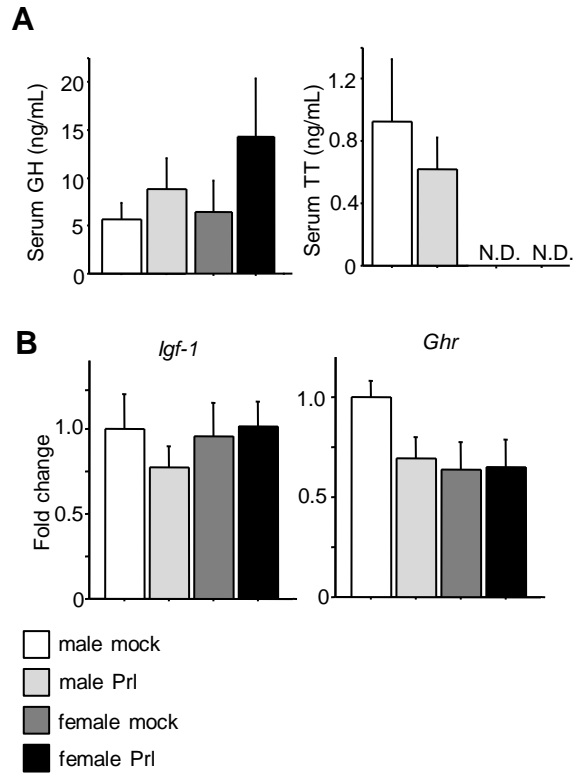 A
Serum GH (ng/mL)
20
15
10
5
0
Serum TT (ng/mL)
1.2
0.8
0.4
0
N.D. N.D.
B
Igf-1
Fold change
1.0
0.5
0
Ghr
1.0
0.5
0
male mock
male Prl
female mock
female Prl